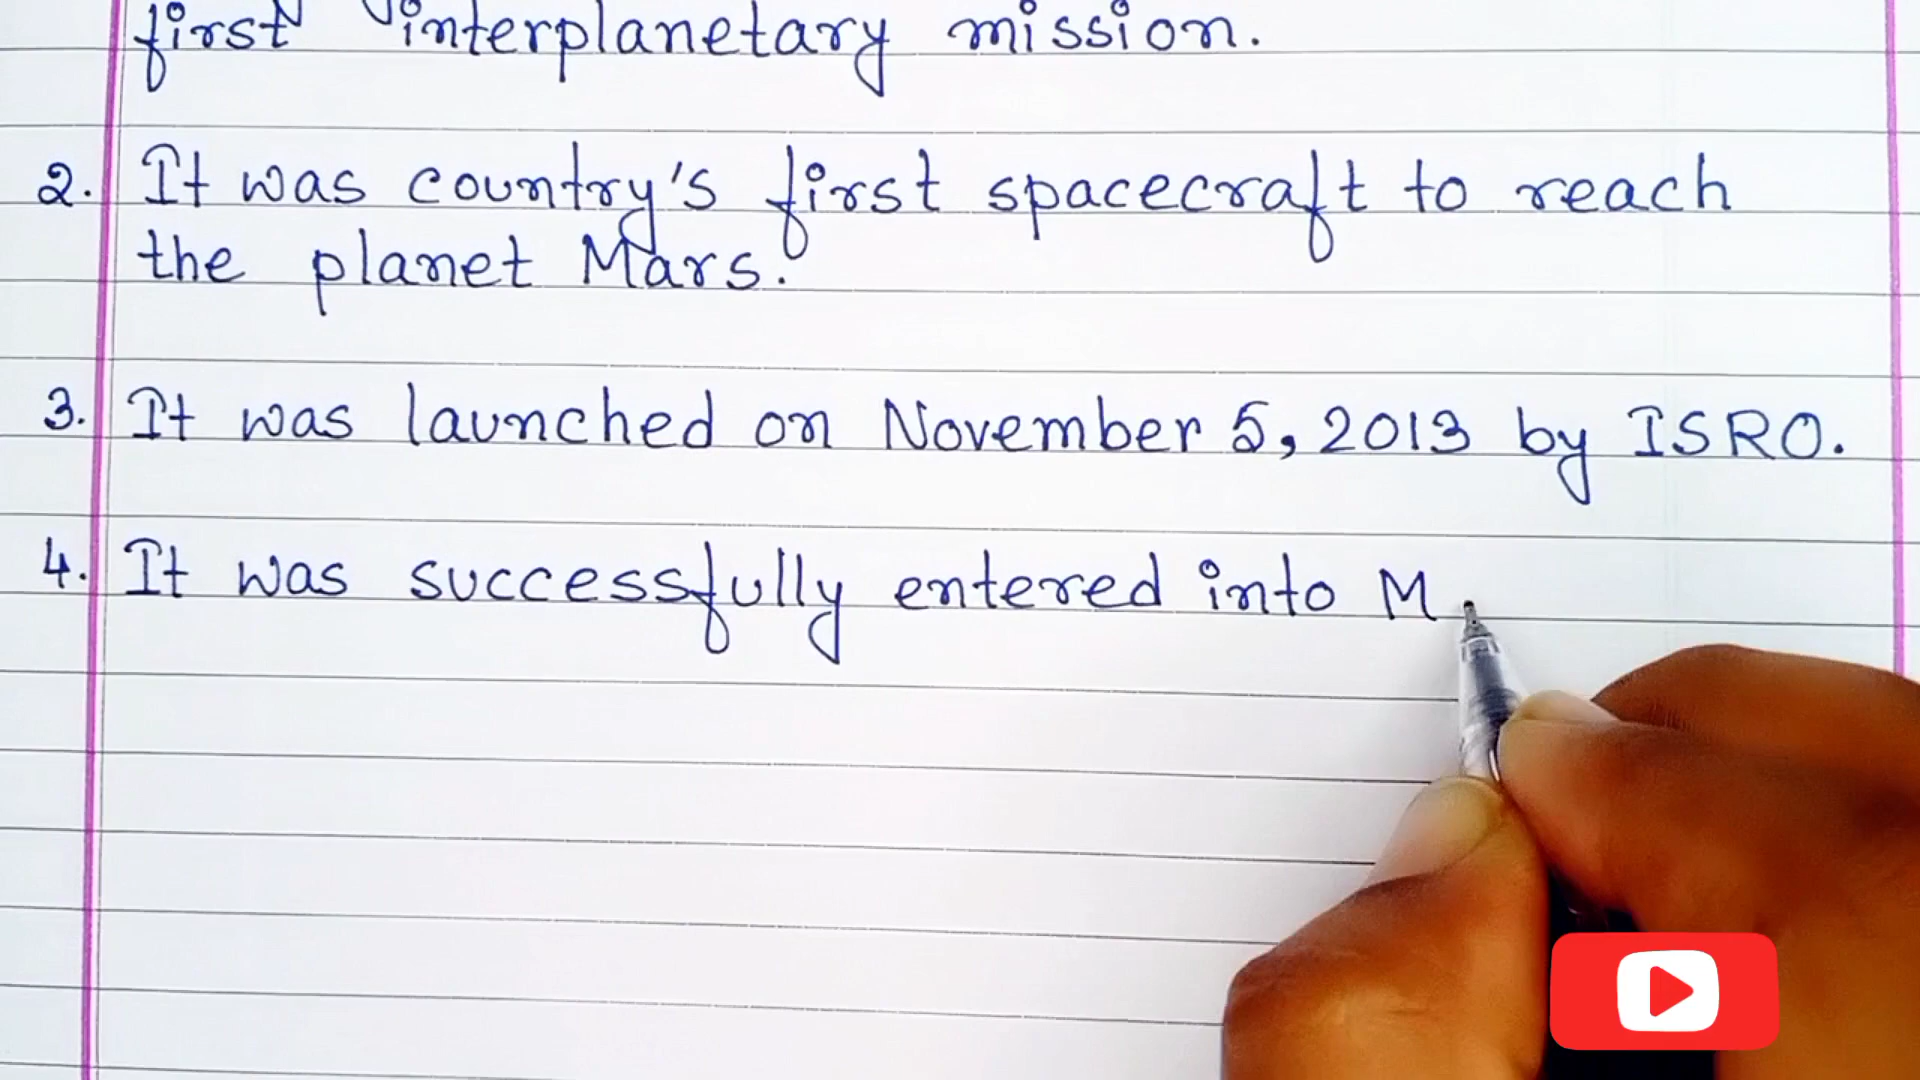 first interplanetary mission.
2. It was country's first spacecraft to reach
the planet Mars.
3. It was launched on November 5, 2013 by ISRO.
4. It was successfully entered into M